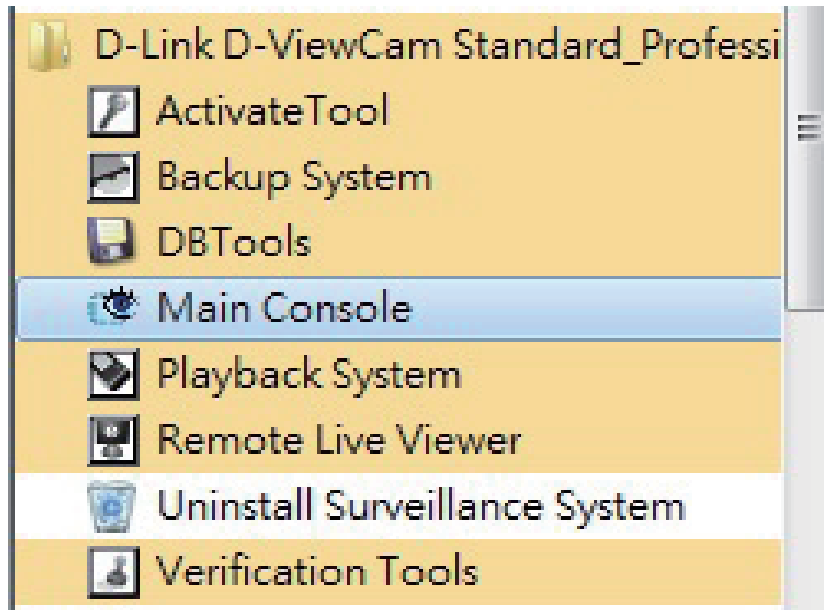 D-Link D-ViewCam Standard_Professi
ActivateTool
Backup System
DBTools
Main Console
Playback System
Remote Live Viewer
Uninstall Surveillance System
Verification Tools